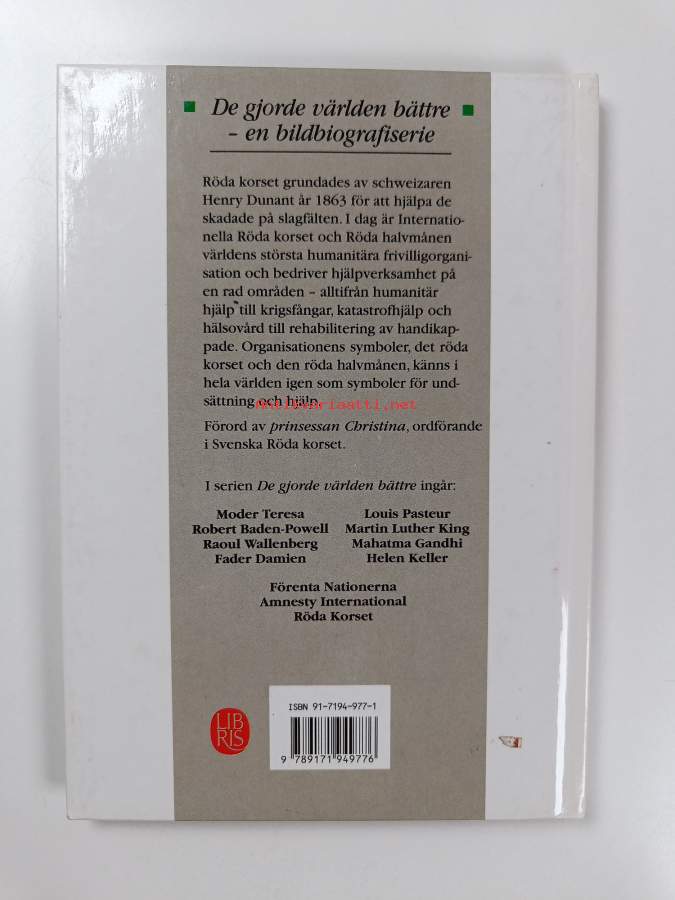 De gjorde världen bättre
– en bildbiografiserie
Röda korset grundades av schweizaren
Henry Dunant år 1863 för att hjälpa de
skadade på slagfälten. I dag är Internatio-
nella Röda korset och Röda halvmånen
världens största humanitära frivilligorgani-
sation och bedriver hjälpverksamhet på
en rad områden – alltifrån humanitär
hjälp till krigsfångar, katastrofhjälp och
hälsovård till rehabilitering av handikap-
pade. Organisationens symboler, det röda
korset och den röda halvmånen, känns i
hela världen igen som symboler för und-
sättning och hjälp.
antikvariaatti.net
Förord av prinsessan Christina, ordförande
i Svenska Röda korset.
I serien De gjorde världen bättre ingår:
Moder Teresa
Robert Baden-Powell
Raoul Wallenberg
Fader Damien
Louis Pasteur
Martin Luther King
Mahatma Gandhi
Helen Keller
Förenta Nationerna
Amnesty International
Röda Korset
LIB
RIS
ISBN 91-7194-977-1
9 789171 949776